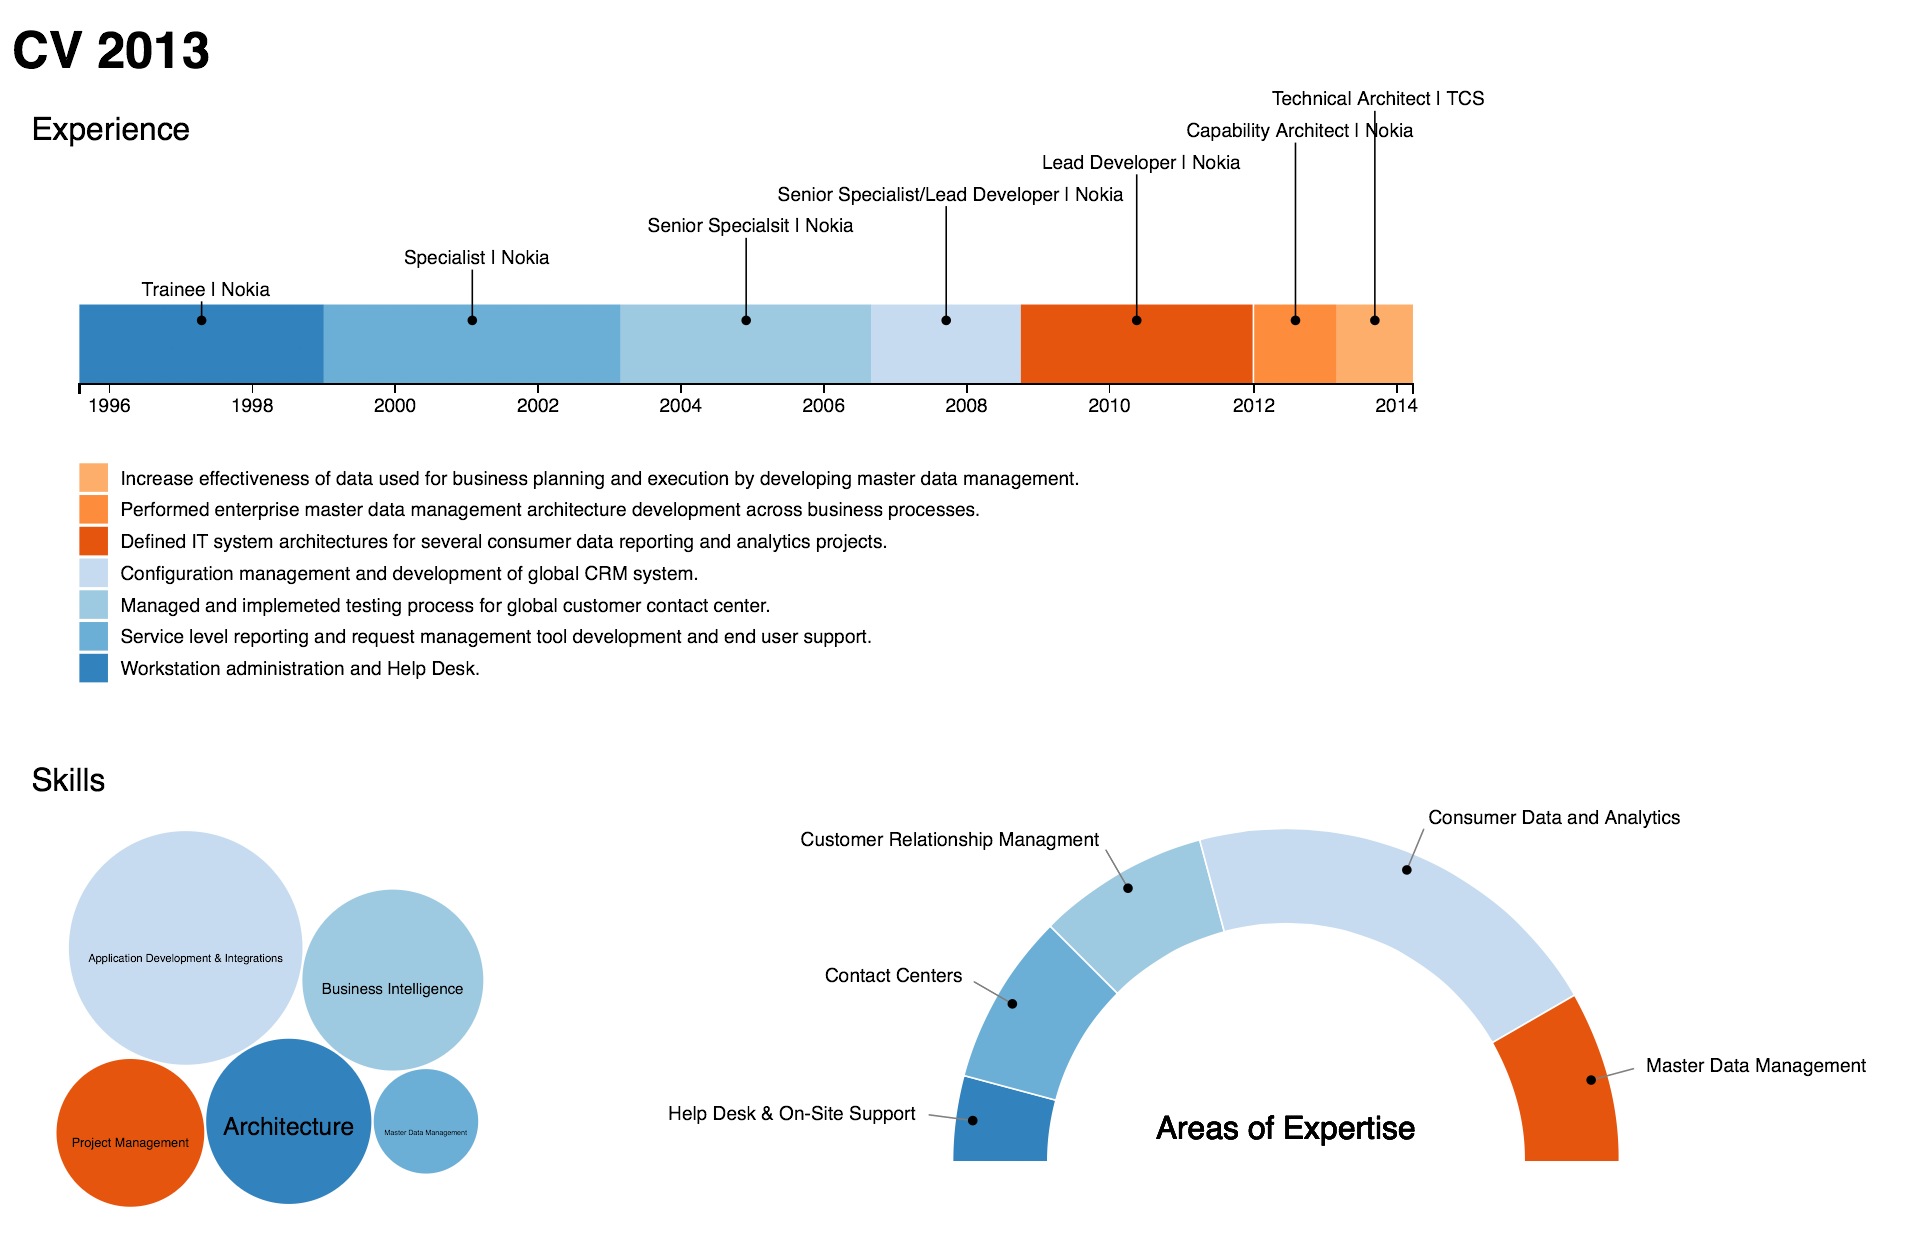 CV 2013
Experience
Technical Architect | TCS
Capability Architect | Nokia
Lead Developer | Nokia
Senior Specialist/Lead Developer | Nokia
Senior Specialsit | Nokia
Specialist | Nokia
Trainee | Nokia
1996 1998 2000 2002 2004 2006 2008 2010 2012 2014
Increase effectiveness of data used for business planning and execution by developing master data management.
Performed enterprise master data management architecture development across business processes.
Defined IT system architectures for several consumer data reporting and analytics projects.
Configuration management and development of global CRM system.
Managed and implemeted testing process for global customer contact center.
Service level reporting and request management tool development and end user support.
Workstation administration and Help Desk.
Skills
Application Development & Integrations
Business Intelligence
Project Management
Architecture
Master Data Management
Consumer Data and Analytics
Customer Relationship Managment
Contact Centers
Master Data Management
Help Desk & On-Site Support
Areas of Expertise